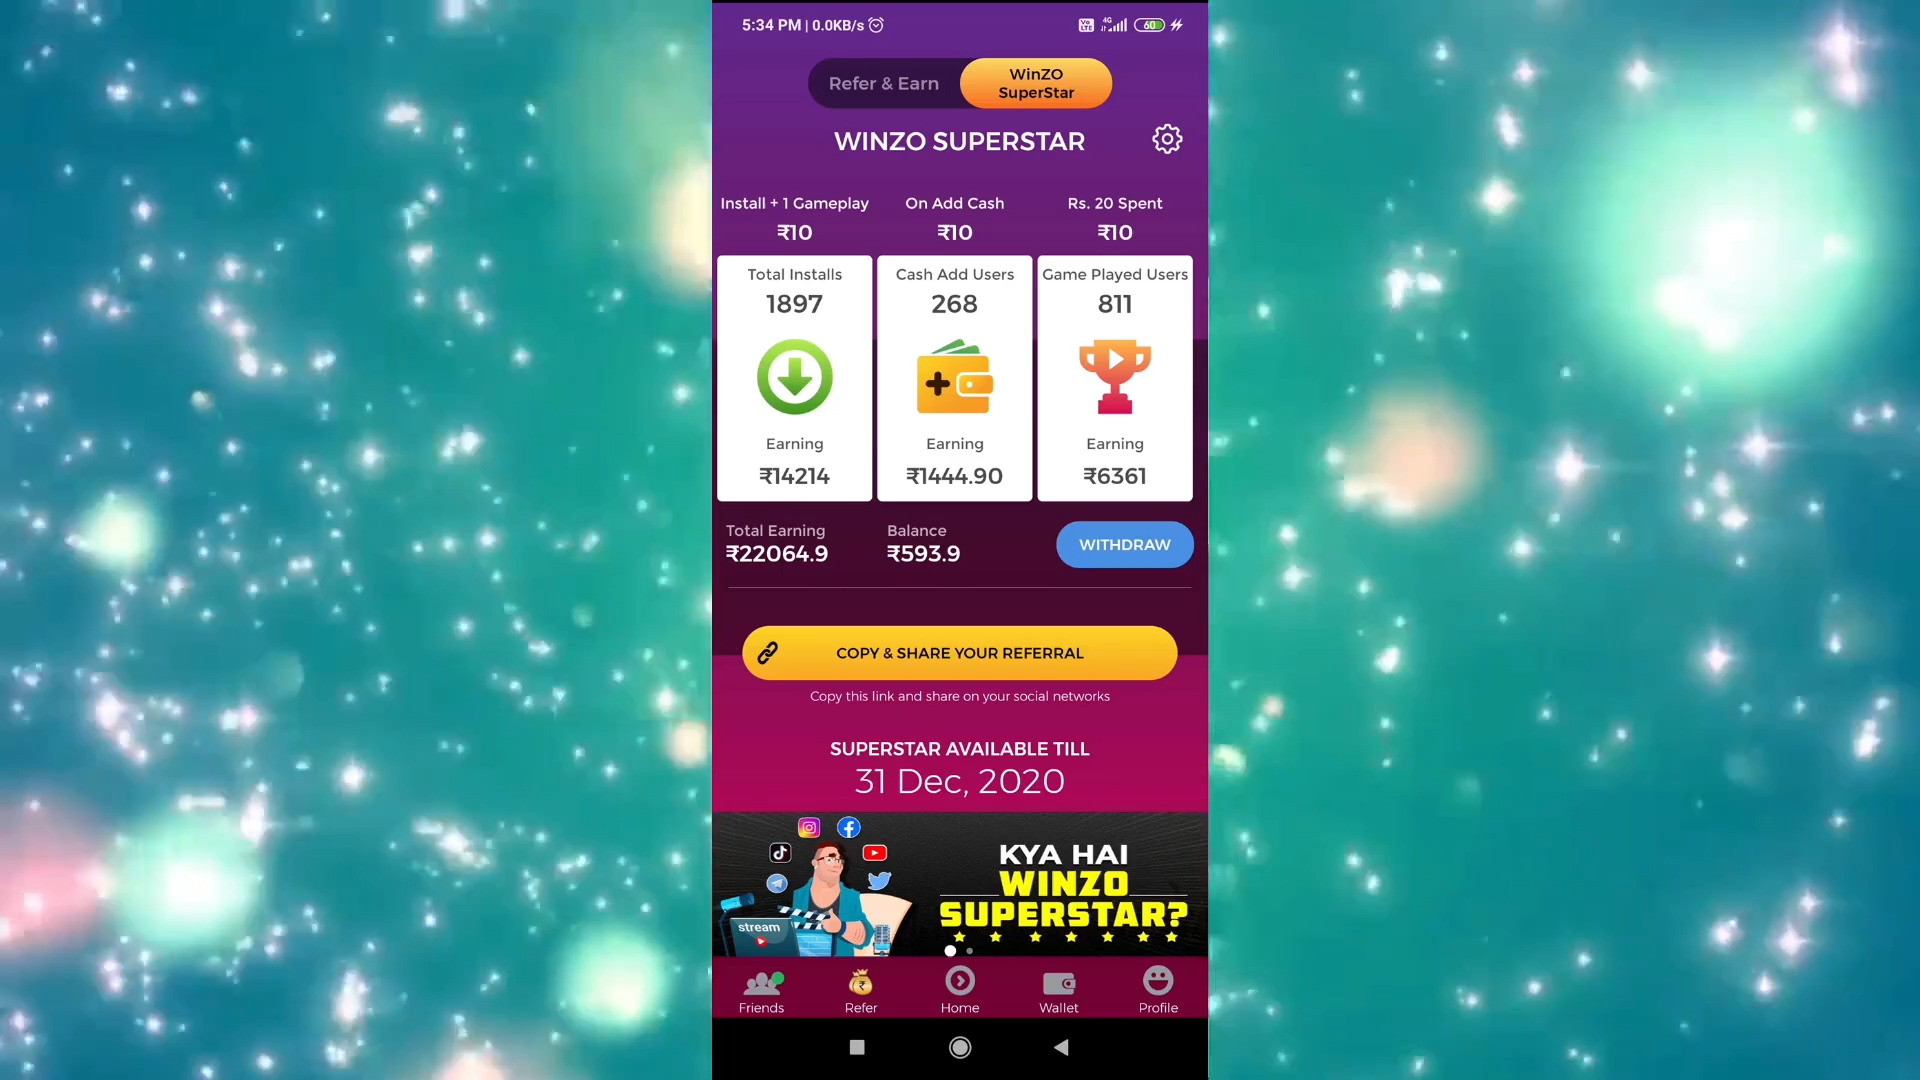 5:34 PM | 0.0KB/s
Vo LTE 4G 60
Refer & Earn
WinZO
SuperStar
WINZO SUPERSTAR
Install + 1 Gameplay On Add Cash Rs. 20 Spent
₹10 ₹10 ₹10
Total Installs Cash Add Users Game Played Users
1897 268 811
Earning Earning Earning
₹14214 ₹1444.90 ₹6361
Total Earning Balance
₹22064.9 ₹593.9
WITHDRAW
COPY & SHARE YOUR REFERRAL
Copy this link and share on your social networks
SUPERSTAR AVAILABLE TILL
31 Dec, 2020
KYA HAI
WINZO
SUPERSTAR?
stream
Friends Refer Home Wallet Profile